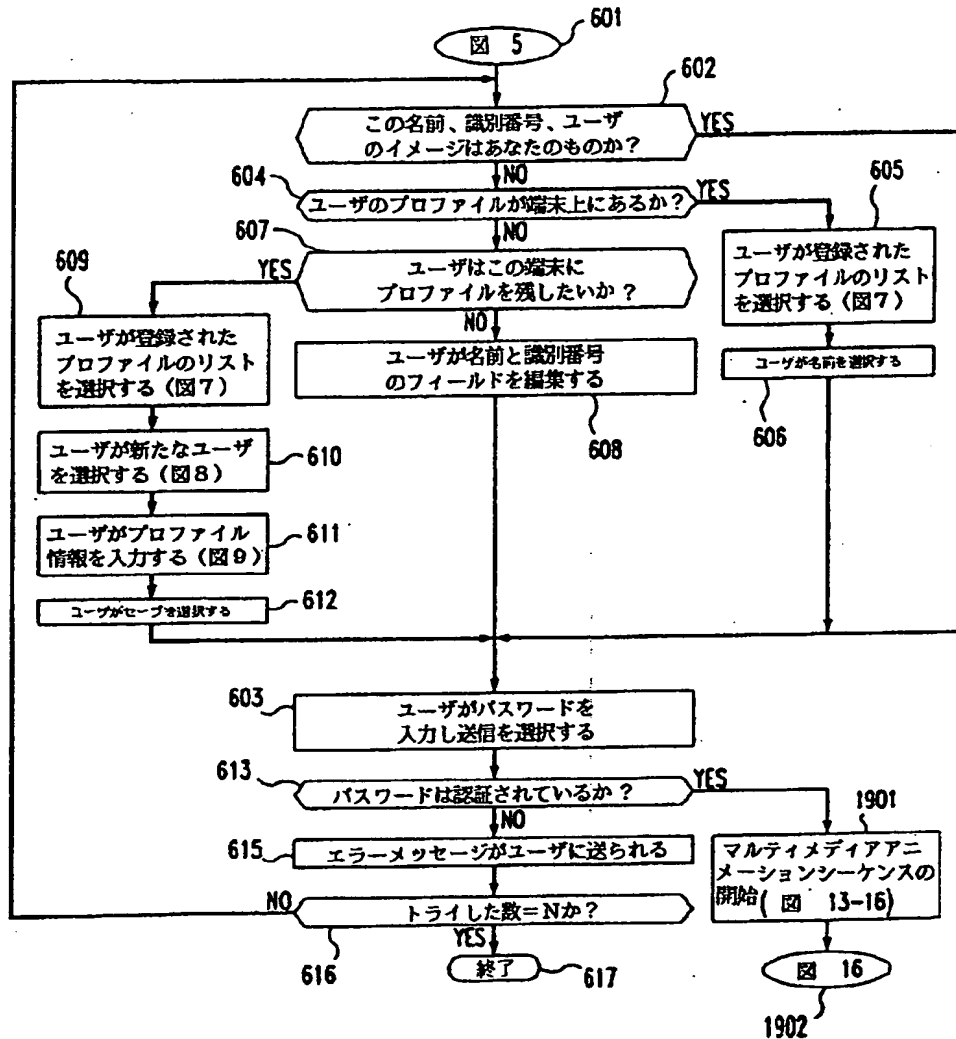 図 5
601
602
この名前、識別番号、ユーザ
のイメージはあなたのものか?
YES
NO
604
ユーザのプロファイルが端末上にあるか?
YES
605
NO
607
ユーザはこの端末に
プロファイルを残したいか?
YES
NO
609
ユーザが登録された
プロファイルのリスト
を選択する(図7)
ユーザが登録された
プロファイルのリスト
を選択する(図7)
ユーザが名前と識別番号
のフィールドを編集する
608
ユーザが名前を選択する
606
ユーザが新たなユーザ
を選択する(図8)
610
ユーザがプロファイル
情報を入力する(図9)
611
ユーザがセーブを選択する
612
603
ユーザがパスワードを
入力し送信を選択する
613
パスワードは認証されているか?
YES
NO
1901
615
エラーメッセージがユーザに送られる
マルティメディアアニ
メーションシーケンスの
開始(図 13-16)
NO
トライした数=Nか?
616
YES
終了
617
図 16
1902